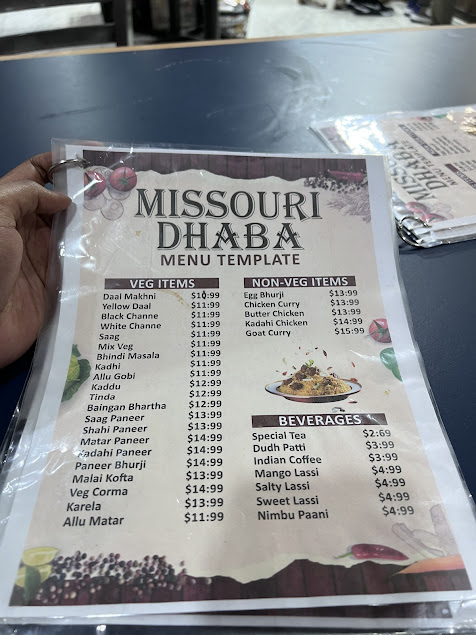 MISSOURI
DHABA
MENU TEMPLATE
VEG ITEMS
Daal Makhni $10:99
Yellow Daal $11:99
Black Channe $11:99
White Channe $11:99
Saag $11:99
Mix Veg $11:99
Bhindi Masala $11:99
Kadhi $11:99
Allu Gobi $11:99
Kaddu $12:99
Tinda $12:99
Baingan Bhartha $12:99
Saag Paneer $13:99
Shahi Paneer $13:99
Matar Paneer $14:99
Kadahi Paneer $14:99
Paneer Bhurji $14:99
Malai Kofta $13:99
Veg Corma $14:99
Karela $13:99
Allu Matar $11:99
NON-VEG ITEMS
Egg Bhurji $13:99
Chicken Curry $13:99
Butter Chicken $13:99
Kadahi Chicken $14:99
Goat Curry $15:99
BEVERAGES
Special Tea $2:69
Dudh Patti $3:99
Indian Coffee $3:99
Mango Lassi $4:99
Salty Lassi $4:99
Sweet Lassi $4:99
Nimbu Paani $4:99
MISSOURI
DHABA